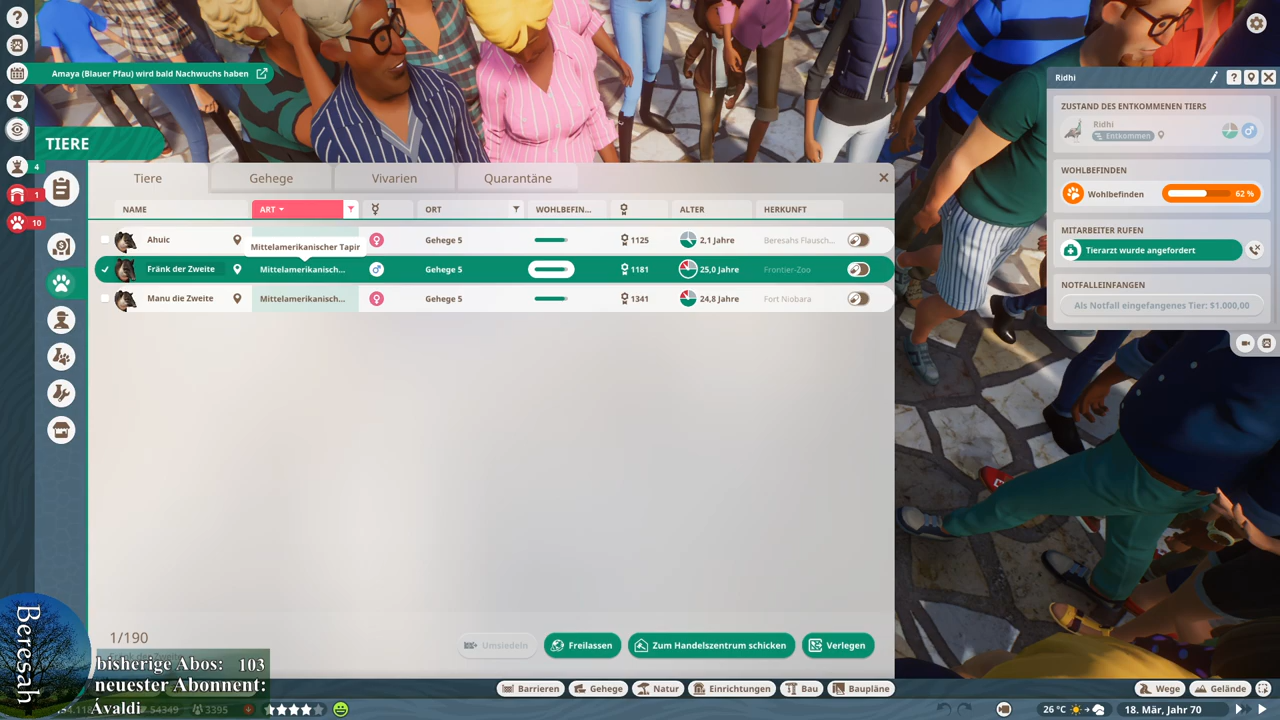 Amaya (Blauer Pfau) wird bald Nachwuchs haben
TIERE
4
1
10
Tiere Gehege Vivarien Quarantäne
NAME ART ORT WOHLBEFIN... ALTER HERKUNFT
Ahuic Gehege 5 1125 2,1 Jahre Beresahs Flausch...
Mittelamerikanischer Tapir
Fränk der Zweite Mittelamerikanisch... Gehege 5 1181 25,0 Jahre Frontier-Zoo
Manu die Zweite Mittelamerikanisch... Gehege 5 1341 24,8 Jahre Fort Niobara
1/190
Umsiedeln Freilassen Zum Handelszentrum schicken Verlegen
Ridhi
ZUSTAND DES ENTKOMMENEN TIERS
Ridhi
Entkommen
WOHLBEFINDEN
Wohlbefinden 62 %
MITARBEITER RUFEN
Tierarzt wurde angefordert
NOTFALLEINFANGEN
Als Notfall eingefangenes Tier: $1.000,00
Beresah
bisherige Abos: 103
neuester Abonnent:
Avaldi
Barrieren Gehege Natur Einrichtungen Bau Baupläne Wege Gelände
54349 3395 26 °C 18. Mär, Jahr 70